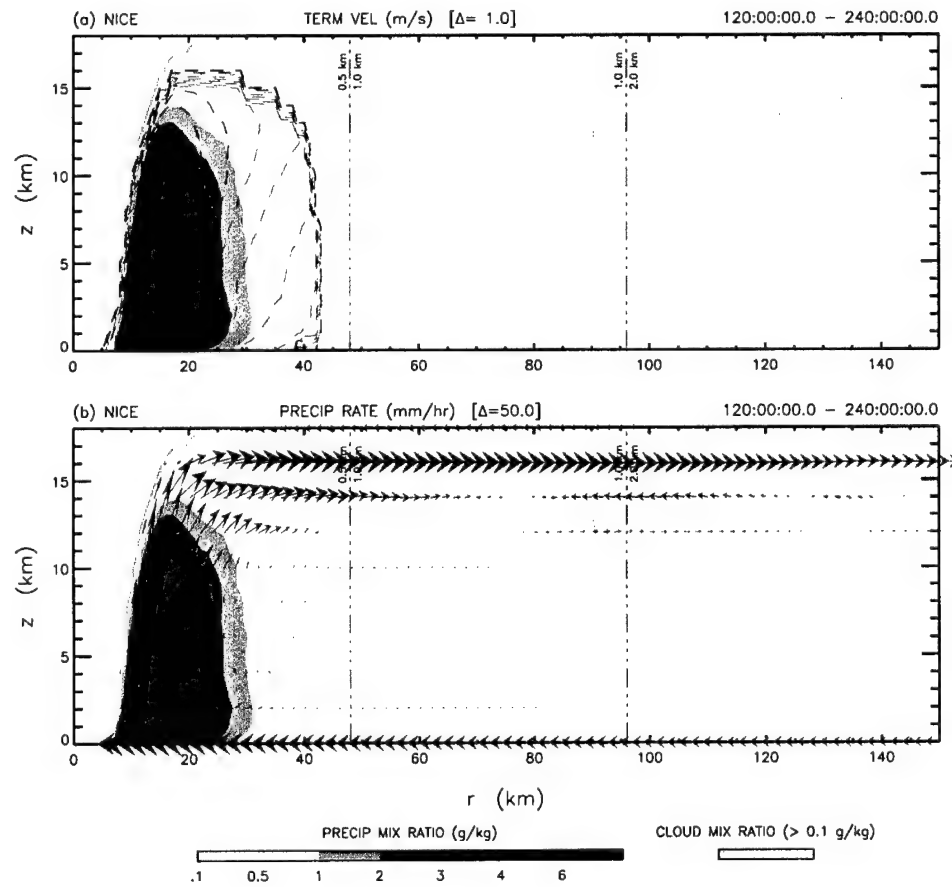 (a) NICE TERM VEL (m/s) [Δ= 1.0] 120:00:00.0 – 240:00:00.0
0.5 km
1.0 km
1.0 km
2.0 km
15
10
5
0
z (km)
0 20 40 60 80 100 120 140
(b) NICE PRECIP RATE (mm/hr) [Δ=50.0] 120:00:00.0 – 240:00:00.0
15
10
5
0
z (km)
0 20 40 60 80 100 120 140
r (km)
PRECIP MIX RATIO (g/kg) CLOUD MIX RATIO (> 0.1 g/kg)
.1 0.5 1 2 3 4 6